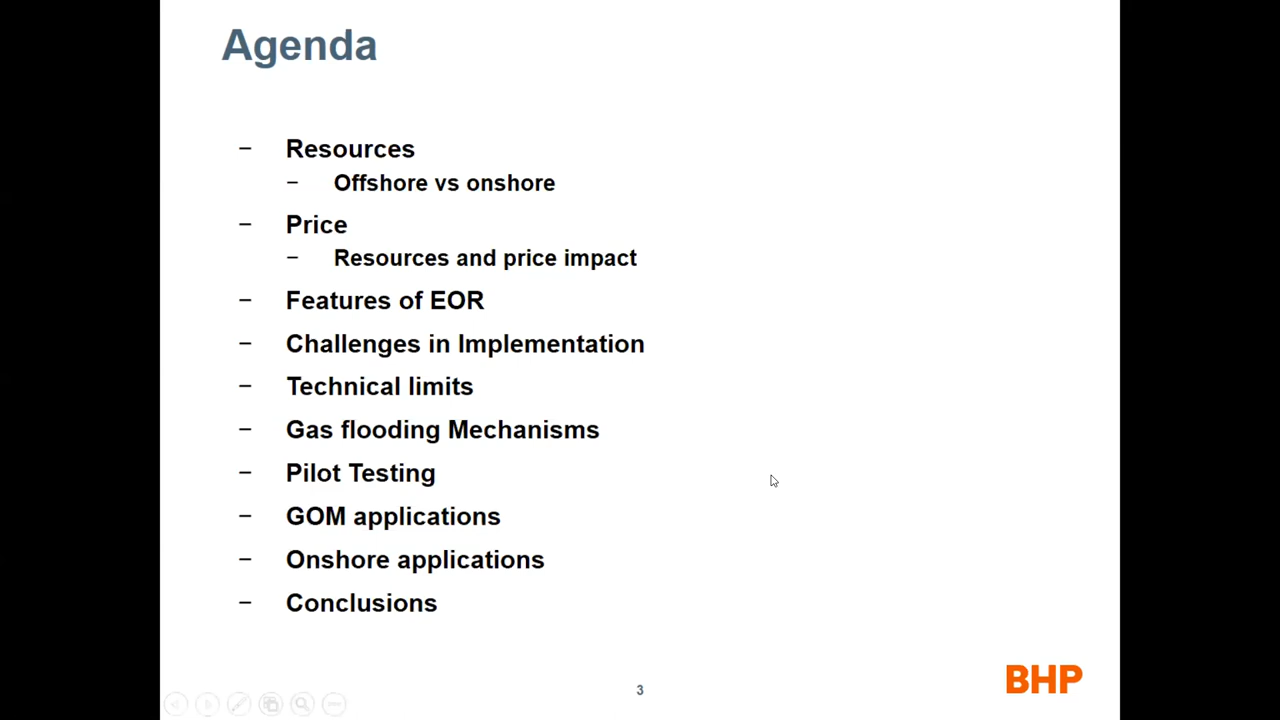 Agenda
– Resources
– Offshore vs onshore
– Price
– Resources and price impact
– Features of EOR
– Challenges in Implementation
– Technical limits
– Gas flooding Mechanisms
– Pilot Testing
– GOM applications
– Onshore applications
– Conclusions
3
BHP